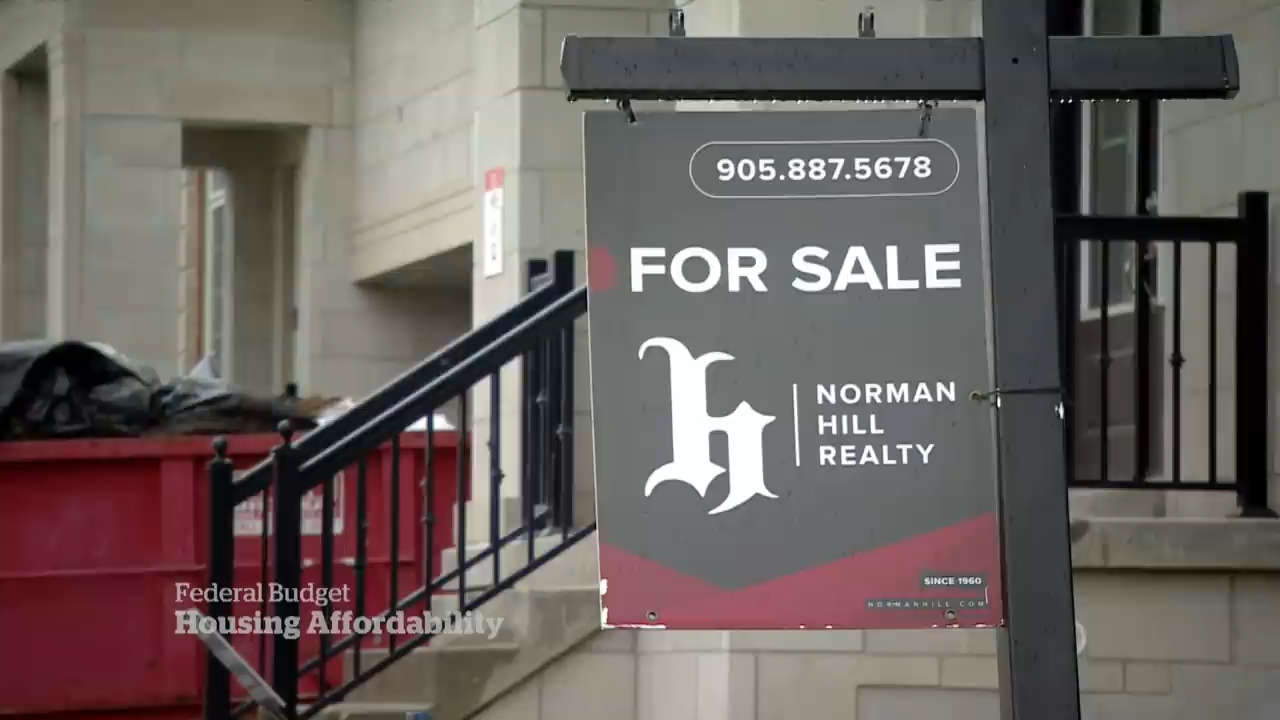 905.887.5678
FOR SALE
h
NORMAN
HILL
REALTY
SINCE 1960
NORMANHILL.COM
Federal Budget
Housing Affordability